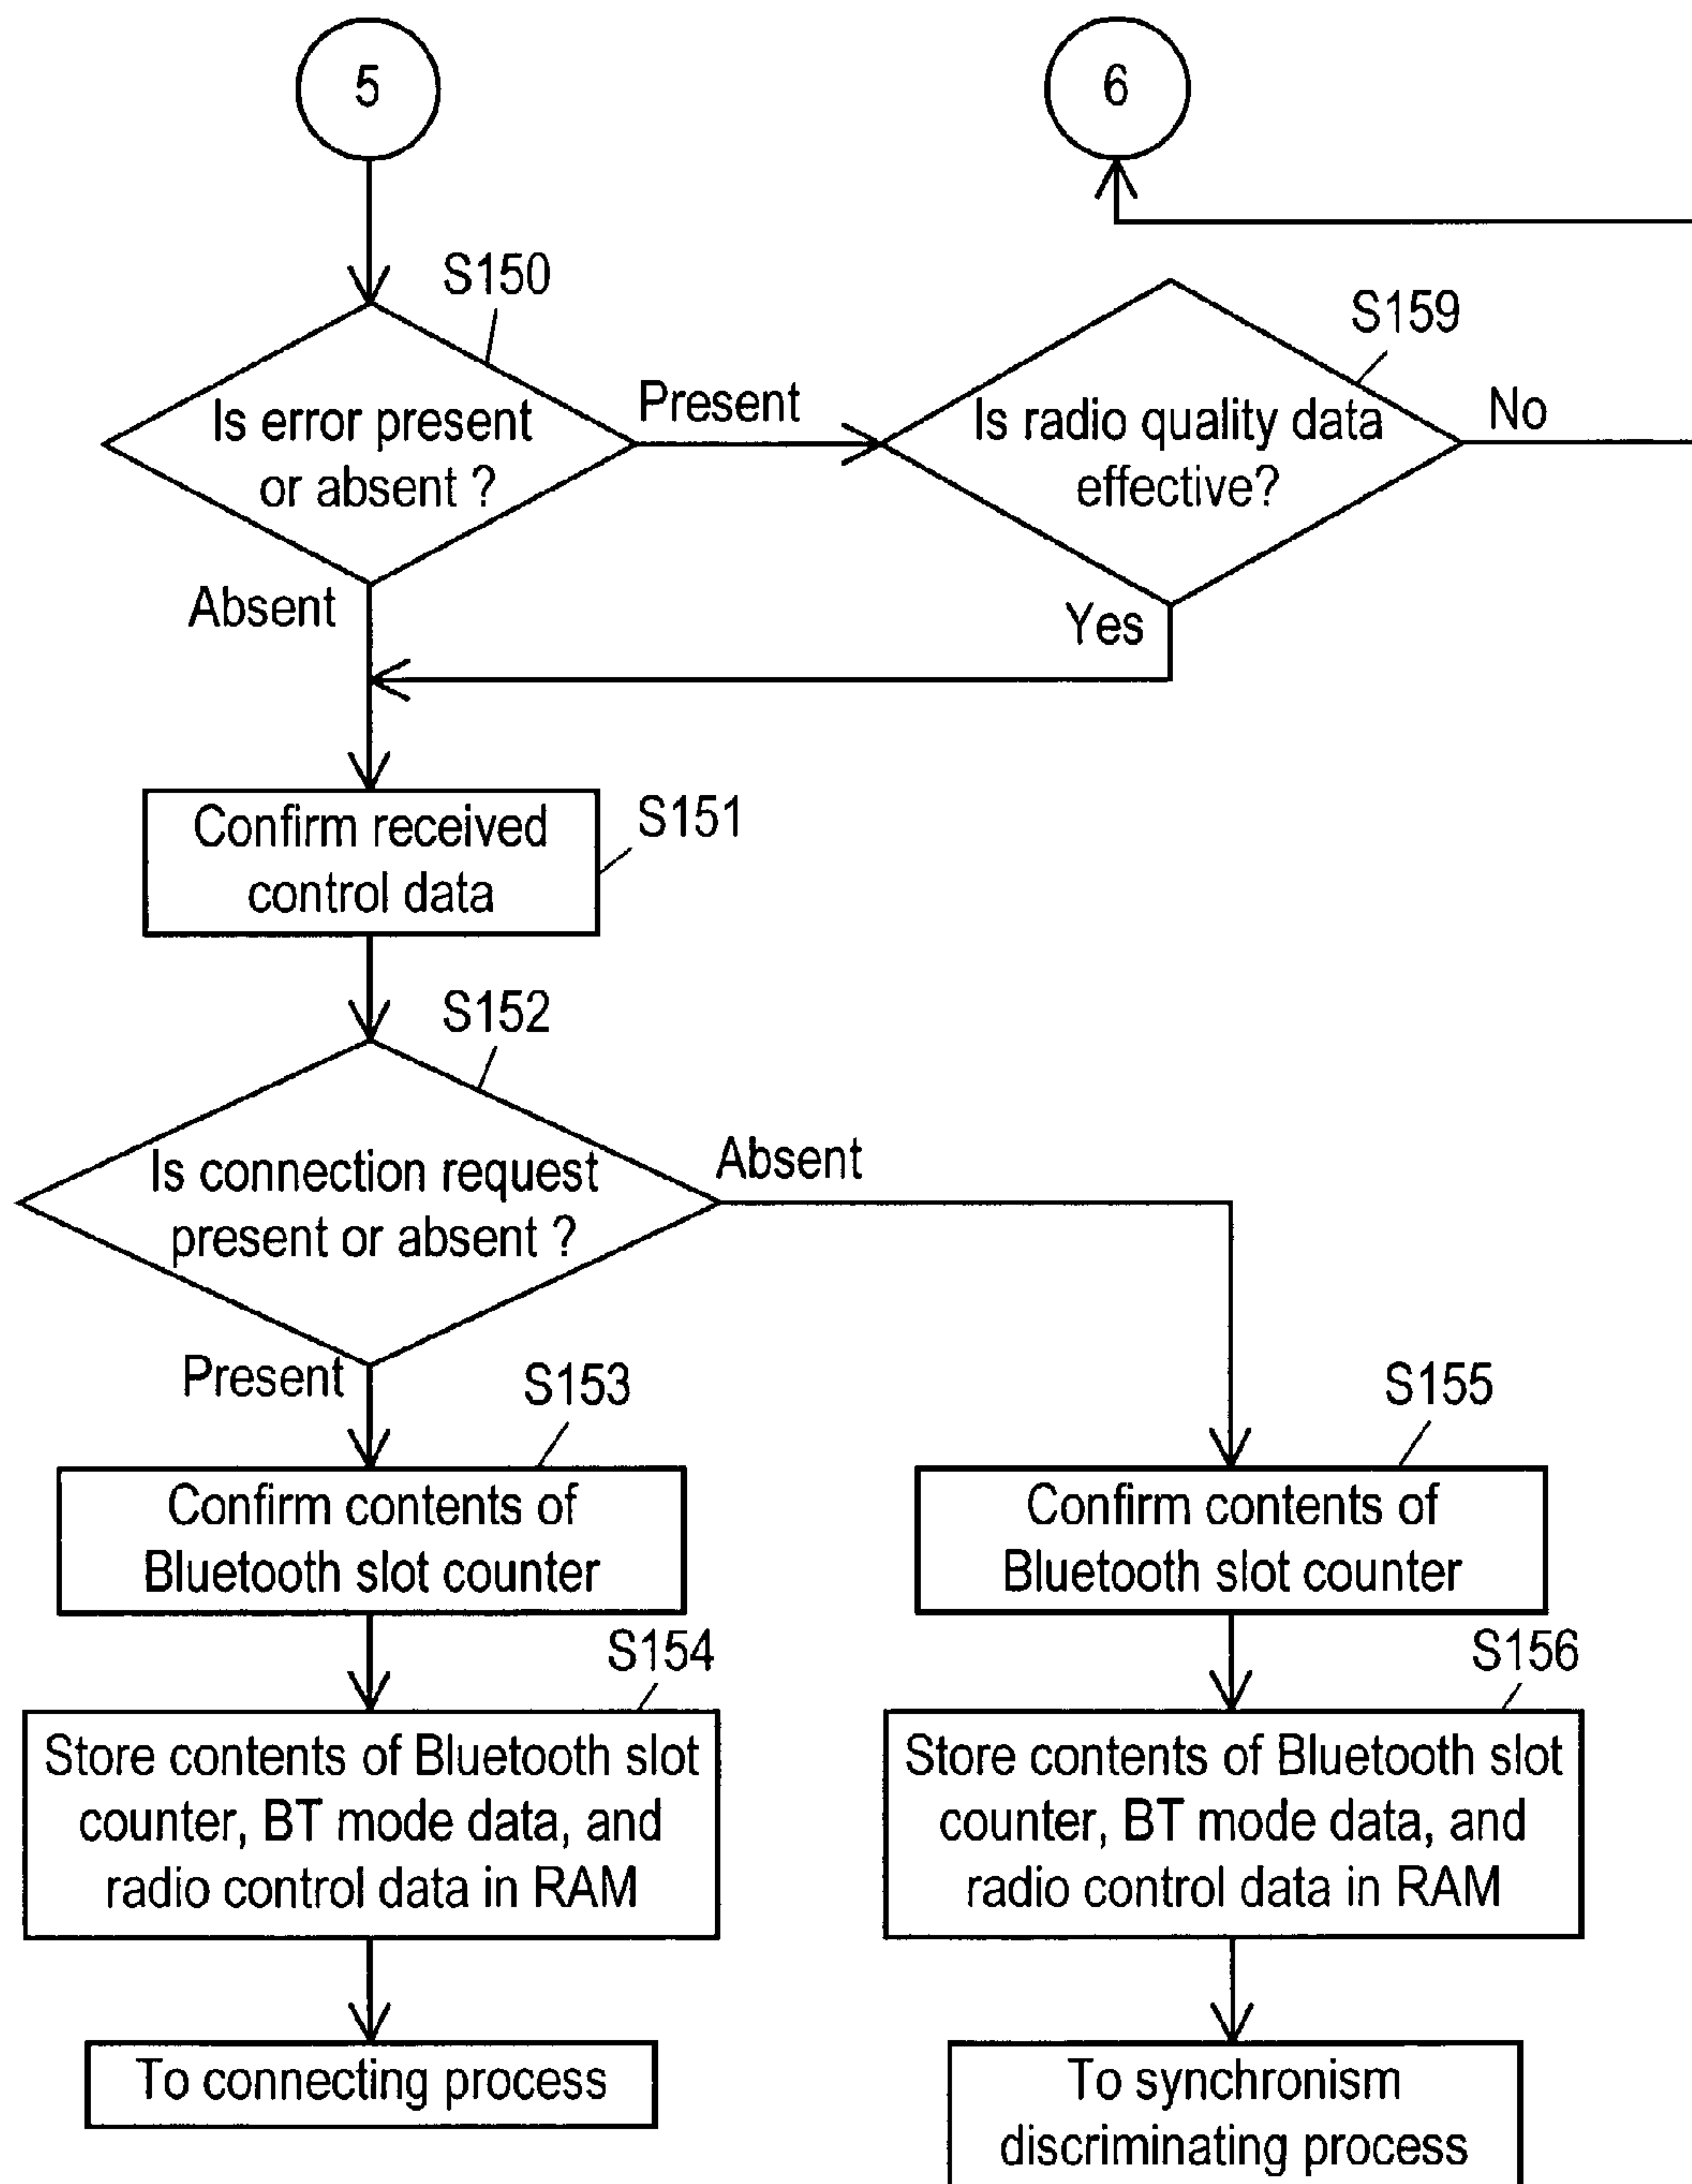 5
6
S150
S159
Is error present
or absent ?
Present
Is radio quality data
effective?
No
Absent
Yes
Confirm received
control data
S151
S152
Is connection request
present or absent ?
Absent
Present
S153
S155
Confirm contents of
Bluetooth slot counter
Confirm contents of
Bluetooth slot counter
S154
S156
Store contents of Bluetooth slot
counter, BT mode data, and
radio control data in RAM
Store contents of Bluetooth slot
counter, BT mode data, and
radio control data in RAM
To connecting process
To synchronism
discriminating process